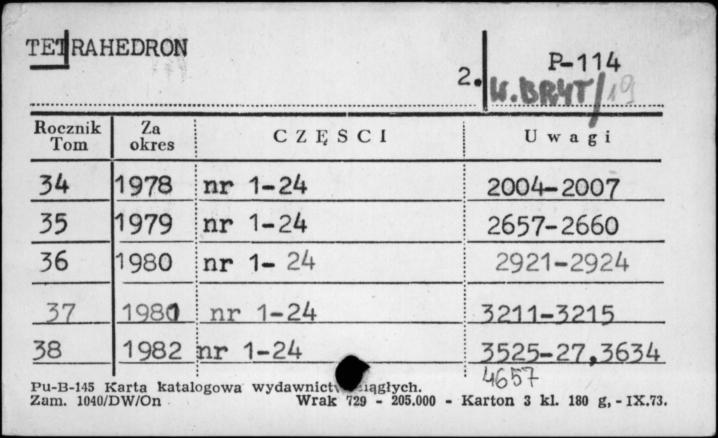 TETRAHEDRON
P-114
2. W. BRYT/19
Rocznik Tom Za okres CZĘŚCI Uwagi
34 1978 nr 1-24 2004-2007
35 1979 nr 1-24 2657-2660
36 1980 nr 1- 24 2921-2924
37 1981 nr 1-24 3211-3215
38 1982 nr 1-24 3525-27,3634
4657
Pu-B-145 Karta katalogowa wydawnictw ciągłych.
Zam. 1040/DW/On Wrak 729 - 205.000 - Karton 3 kl. 180 g, - IX.73.